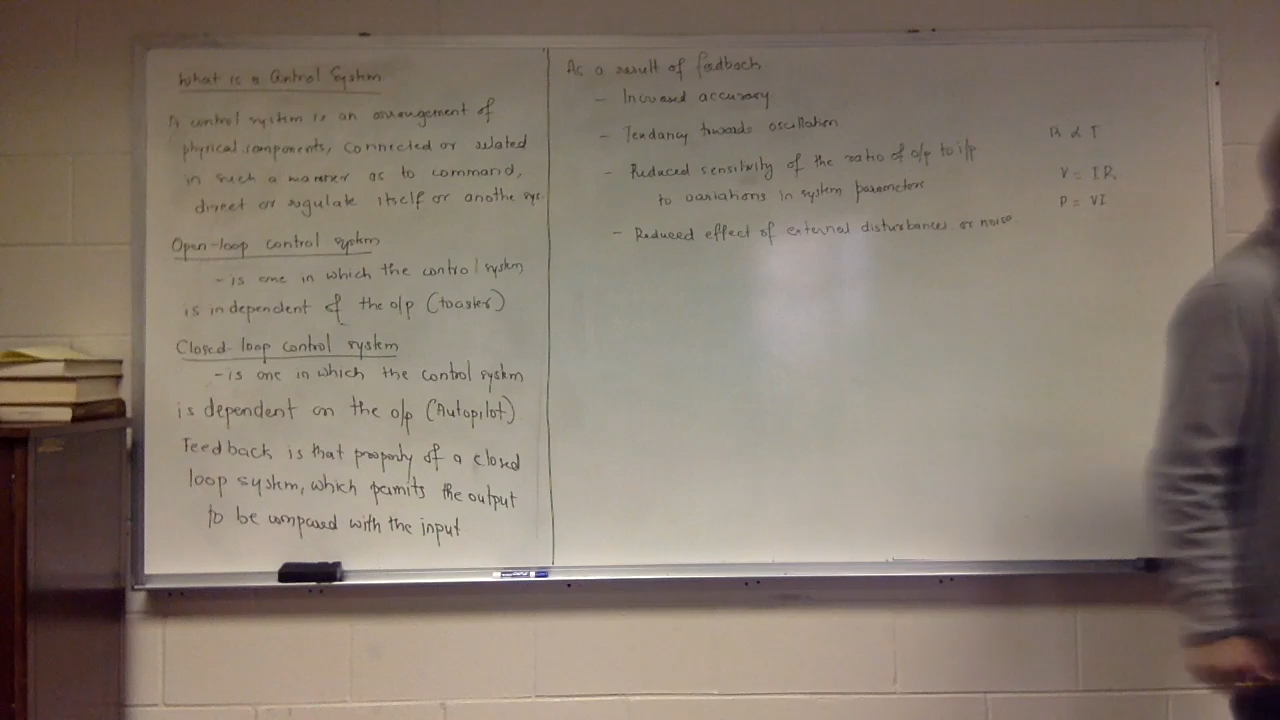 What is a Control System
A control system is an arrangement of
physical components, connected or related
in such a manner as to command,
direct or regulate itself or anothe sys
Open-loop control system
- is one in which the control system
is independent of the o/p (toaster)
Closed-loop control system
- is one in which the control system
is dependent on the o/p (Autopilot)
Feedback is that property of a closed
loop system, which permits the output
to be compared with the input
As a result of feedback
- Increased accuracy
- Tendancy towards oscillation
- Reduced sensitivity of the ratio of o/p to i/p
to variations in system parameters
- Reduced effect of external disturbances or noise
R α T
V = IR
P = VI